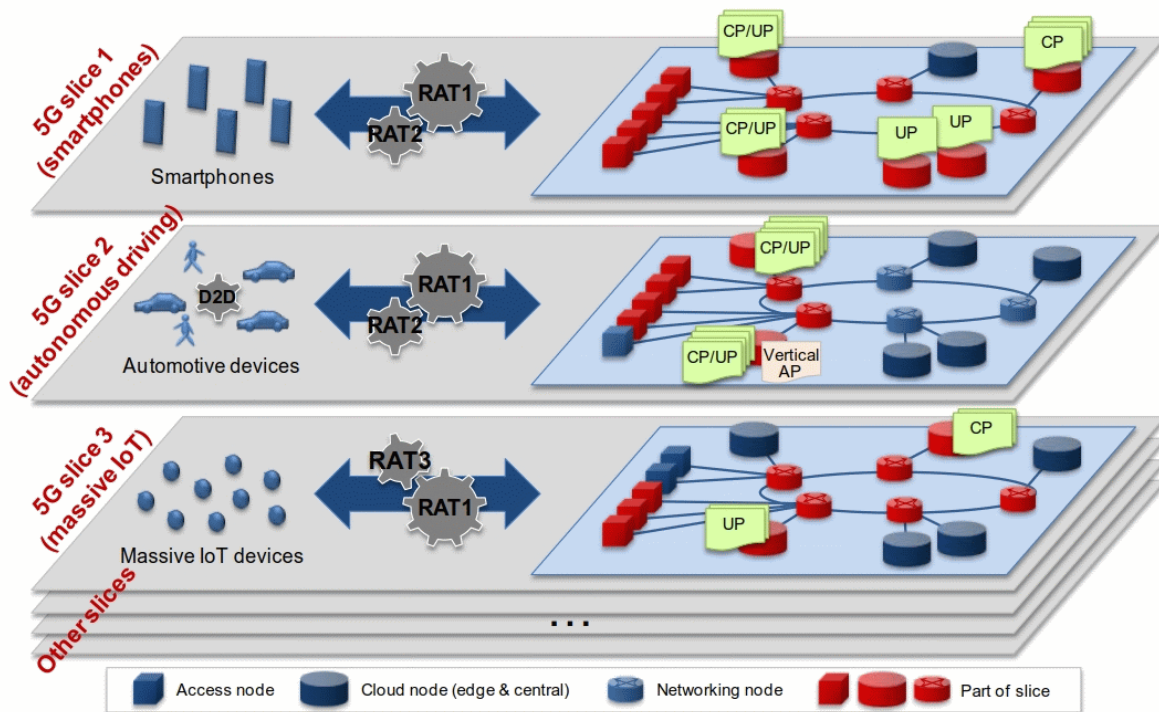 5G slice 1
(smartphones)
Smartphones
RAT1
RAT2
CP/UP
CP
CP/UP
UP
UP
5G slice 2
(autonomous driving)
D2D
Automotive devices
RAT1
RAT2
CP/UP
CP/UP
Vertical
AP
5G slice 3
(massive IoT)
Massive IoT devices
RAT3
RAT1
CP
UP
Other slices
...
Access node
Cloud node (edge & central)
Networking node
Part of slice